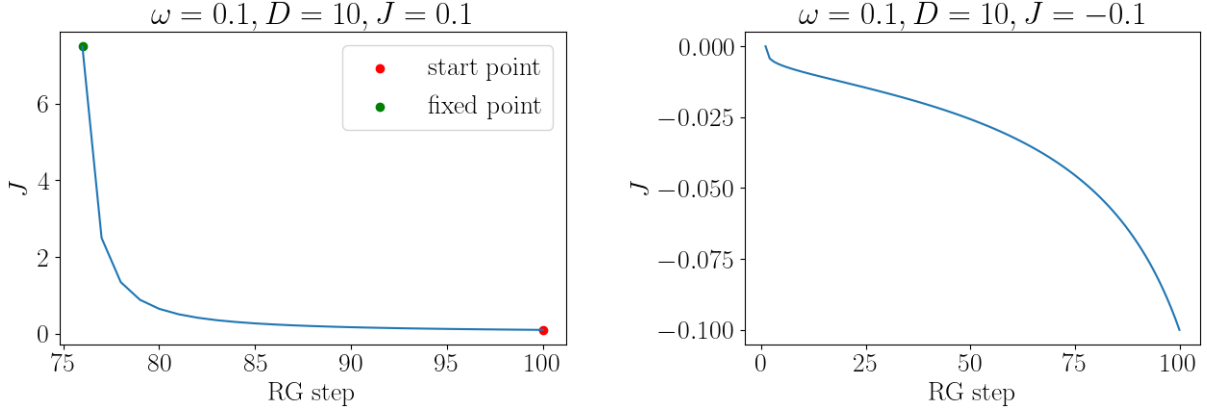 ω = 0.1, D = 10, J = 0.1
6
4
2
0
J
start point
fixed point
75
80
85
90
95
100
RG step
ω = 0.1, D = 10, J = −0.1
0.000
−0.025
−0.050
−0.075
−0.100
J
1
25
50
75
100
RG step